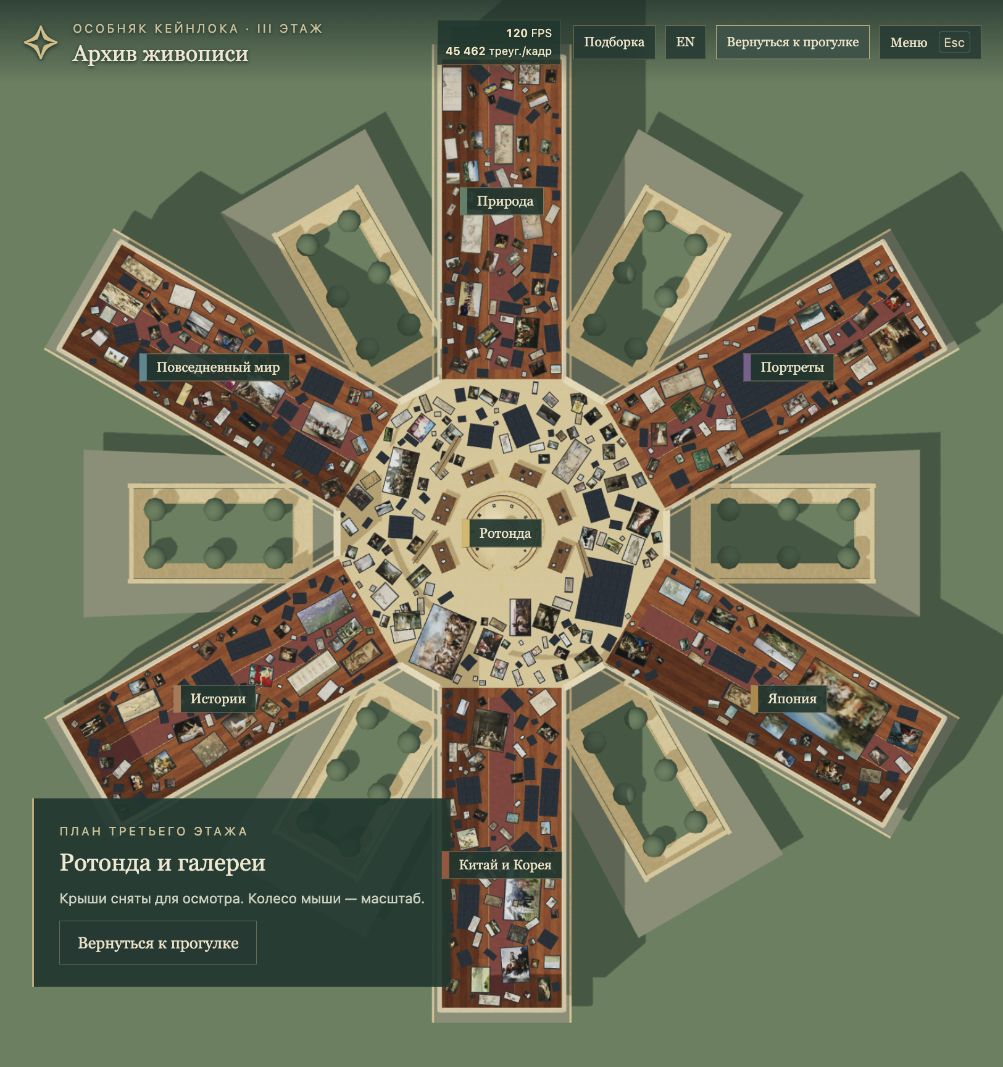 ОСОБНЯК КЕЙНЛОКА · III ЭТАЖ
Архив живописи
120 FPS
45 462 треуг./кадр
Подборка
EN
Вернуться к прогулке
Меню Esc
Природа
Повседневный мир
Портреты
Ротонда
Истории
Япония
Китай и Корея
ПЛАН ТРЕТЬЕГО ЭТАЖА
Ротонда и галереи
Крыши сняты для осмотра. Колесо мыши — масштаб.
Вернуться к прогулке